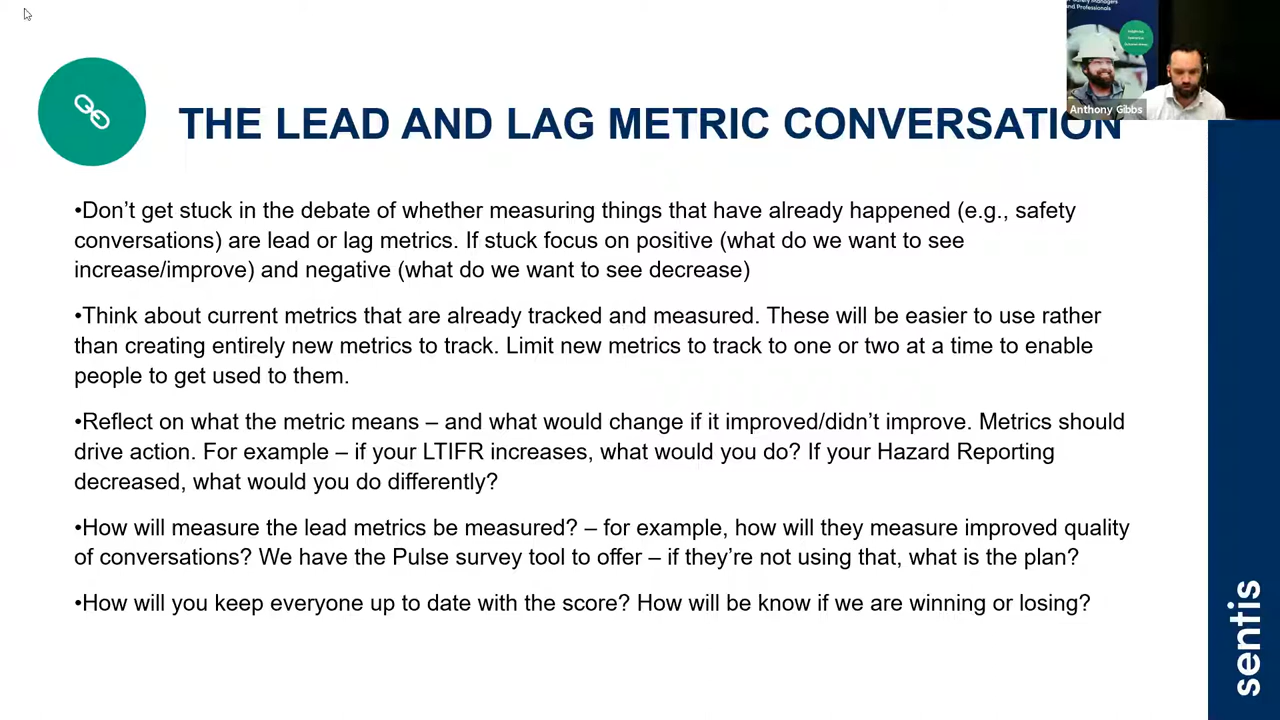 Safety Managers
and Professionals
Anthony Gibbs
THE LEAD AND LAG METRIC CONVERSATION
•Don’t get stuck in the debate of whether measuring things that have already happened (e.g., safety
conversations) are lead or lag metrics. If stuck focus on positive (what do we want to see
increase/improve) and negative (what do we want to see decrease)
•Think about current metrics that are already tracked and measured. These will be easier to use rather
than creating entirely new metrics to track. Limit new metrics to track to one or two at a time to enable
people to get used to them.
•Reflect on what the metric means – and what would change if it improved/didn’t improve. Metrics should
drive action. For example – if your LTIFR increases, what would you do? If your Hazard Reporting
decreased, what would you do differently?
•How will measure the lead metrics be measured? – for example, how will they measure improved quality
of conversations? We have the Pulse survey tool to offer – if they’re not using that, what is the plan?
•How will you keep everyone up to date with the score? How will be know if we are winning or losing?
sentis